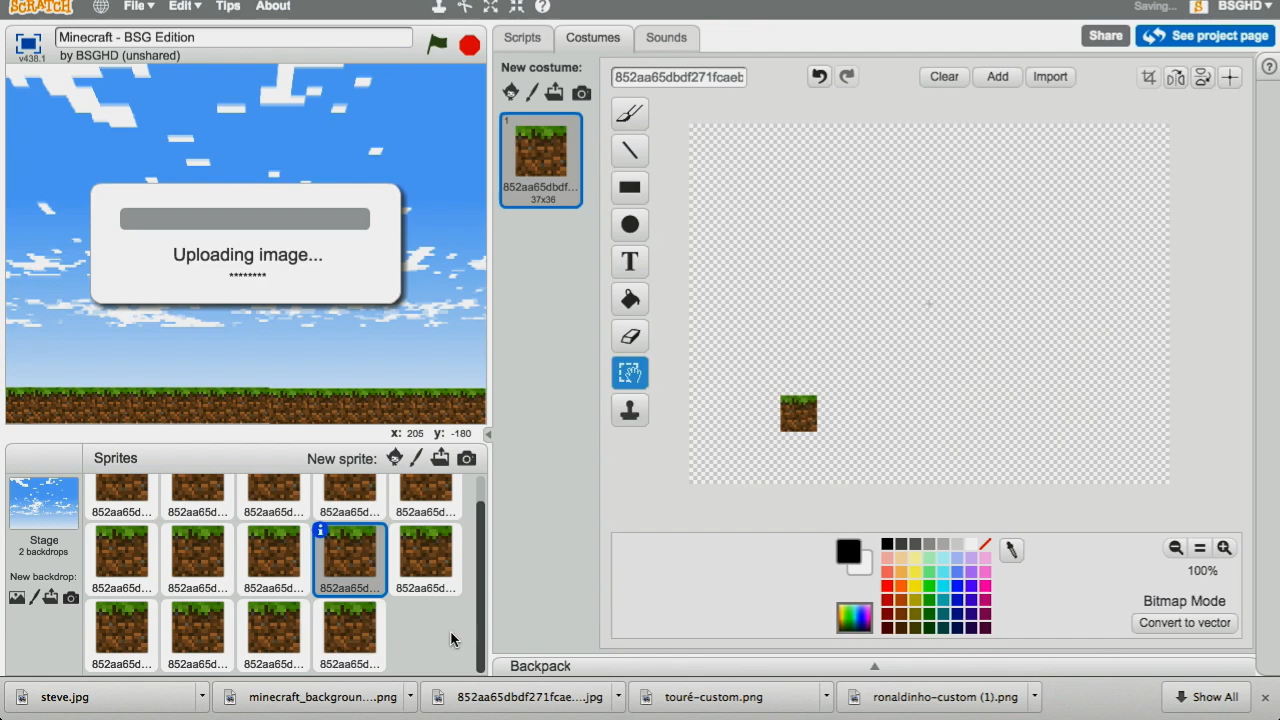 SCRATCH File Edit Tips About Saving... S BSGHD
v438.1
Minecraft - BSG Edition
by BSGHD (unshared)
Scripts Costumes Sounds
Share See project page
New costume:
852aa65dbdf271fcaeb
Clear Add Import
?
1
852aa65dbdf...
37x36
T
Uploading image...
********
x: 205 y: -180
Sprites New sprite:
852aa65d... 852aa65d... 852aa65d... 852aa65d... 852aa65d...
Stage
2 backdrops
New backdrop:
i
852aa65d... 852aa65d... 852aa65d... 852aa65d... 852aa65d...
852aa65d... 852aa65d... 852aa65d... 852aa65d...
100%
Bitmap Mode
Convert to vector
Backpack
steve.jpg minecraft_backgroun....png 852aa65dbdf271fcae....jpg touré-custom.png ronaldinho-custom (1).png Show All